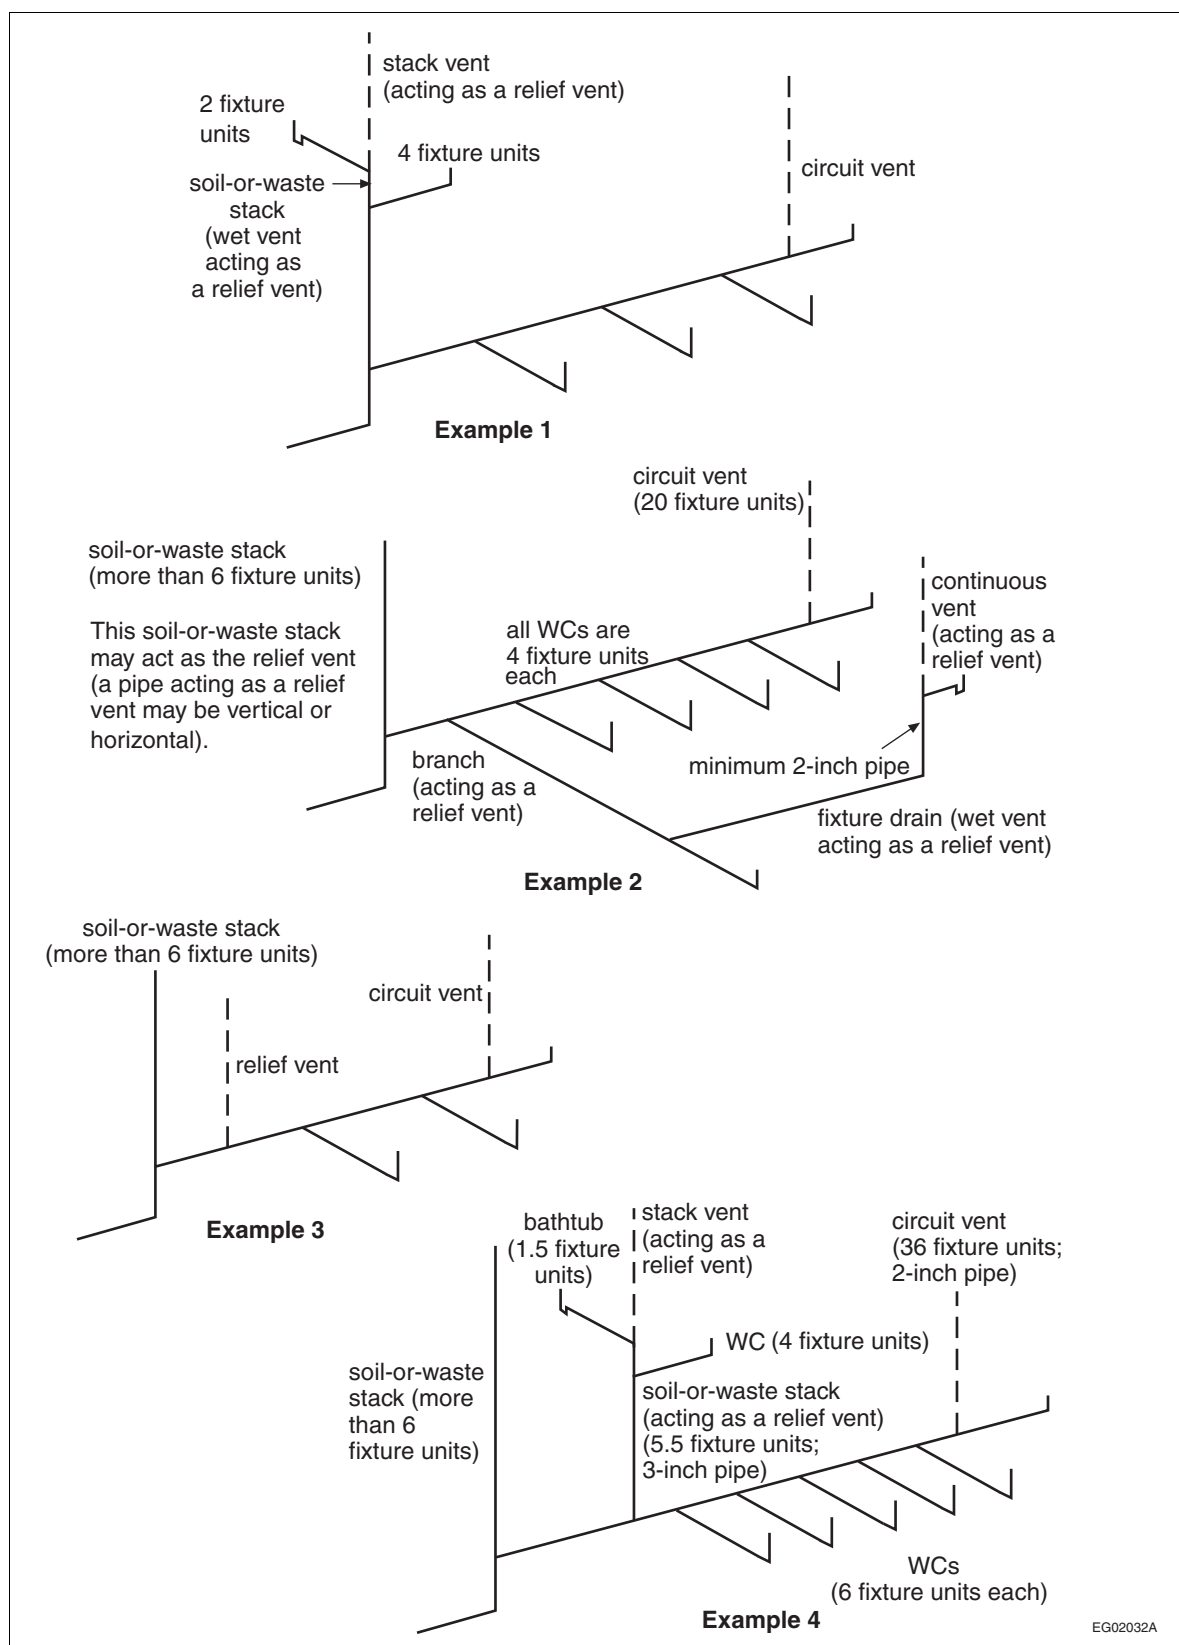 stack vent
(acting as a relief vent)
2 fixture
units
4 fixture units
circuit vent
soil-or-waste
stack
(wet vent
acting as
a relief vent)
Example 1
circuit vent
(20 fixture units)
soil-or-waste stack
(more than 6 fixture units)
This soil-or-waste stack
may act as the relief vent
(a pipe acting as a relief
vent may be vertical or
horizontal).
all WCs are
4 fixture units
each
continuous
vent
(acting as a
relief vent)
branch
(acting as a
relief vent)
minimum 2-inch pipe
fixture drain (wet vent
acting as a relief vent)
Example 2
soil-or-waste stack
(more than 6 fixture units)
circuit vent
relief vent
Example 3
bathtub
(1.5 fixture
units)
stack vent
(acting as a
relief vent)
circuit vent
(36 fixture units;
2-inch pipe)
WC (4 fixture units)
soil-or-waste
stack (more
than 6
fixture units)
soil-or-waste stack
(acting as a relief vent)
(5.5 fixture units;
3-inch pipe)
WCs
(6 fixture units each)
Example 4
EG02032A